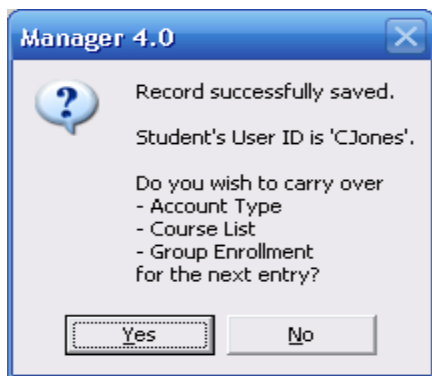 Manager 4.0
Record successfully saved.
Student's User ID is 'CJones'.
Do you wish to carry over
- Account Type
- Course List
- Group Enrollment
for the next entry?
Yes
No